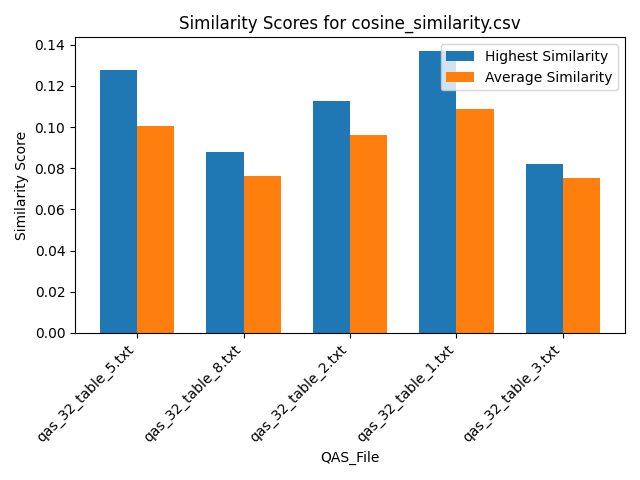 Similarity Scores for cosine_similarity.csv
Highest Similarity
Average Similarity
Similarity Score
0.14
0.12
0.10
0.08
0.06
0.04
0.02
0.00
qas_32_table_5.txt
qas_32_table_8.txt
qas_32_table_2.txt
qas_32_table_1.txt
qas_32_table_3.txt
QAS_File